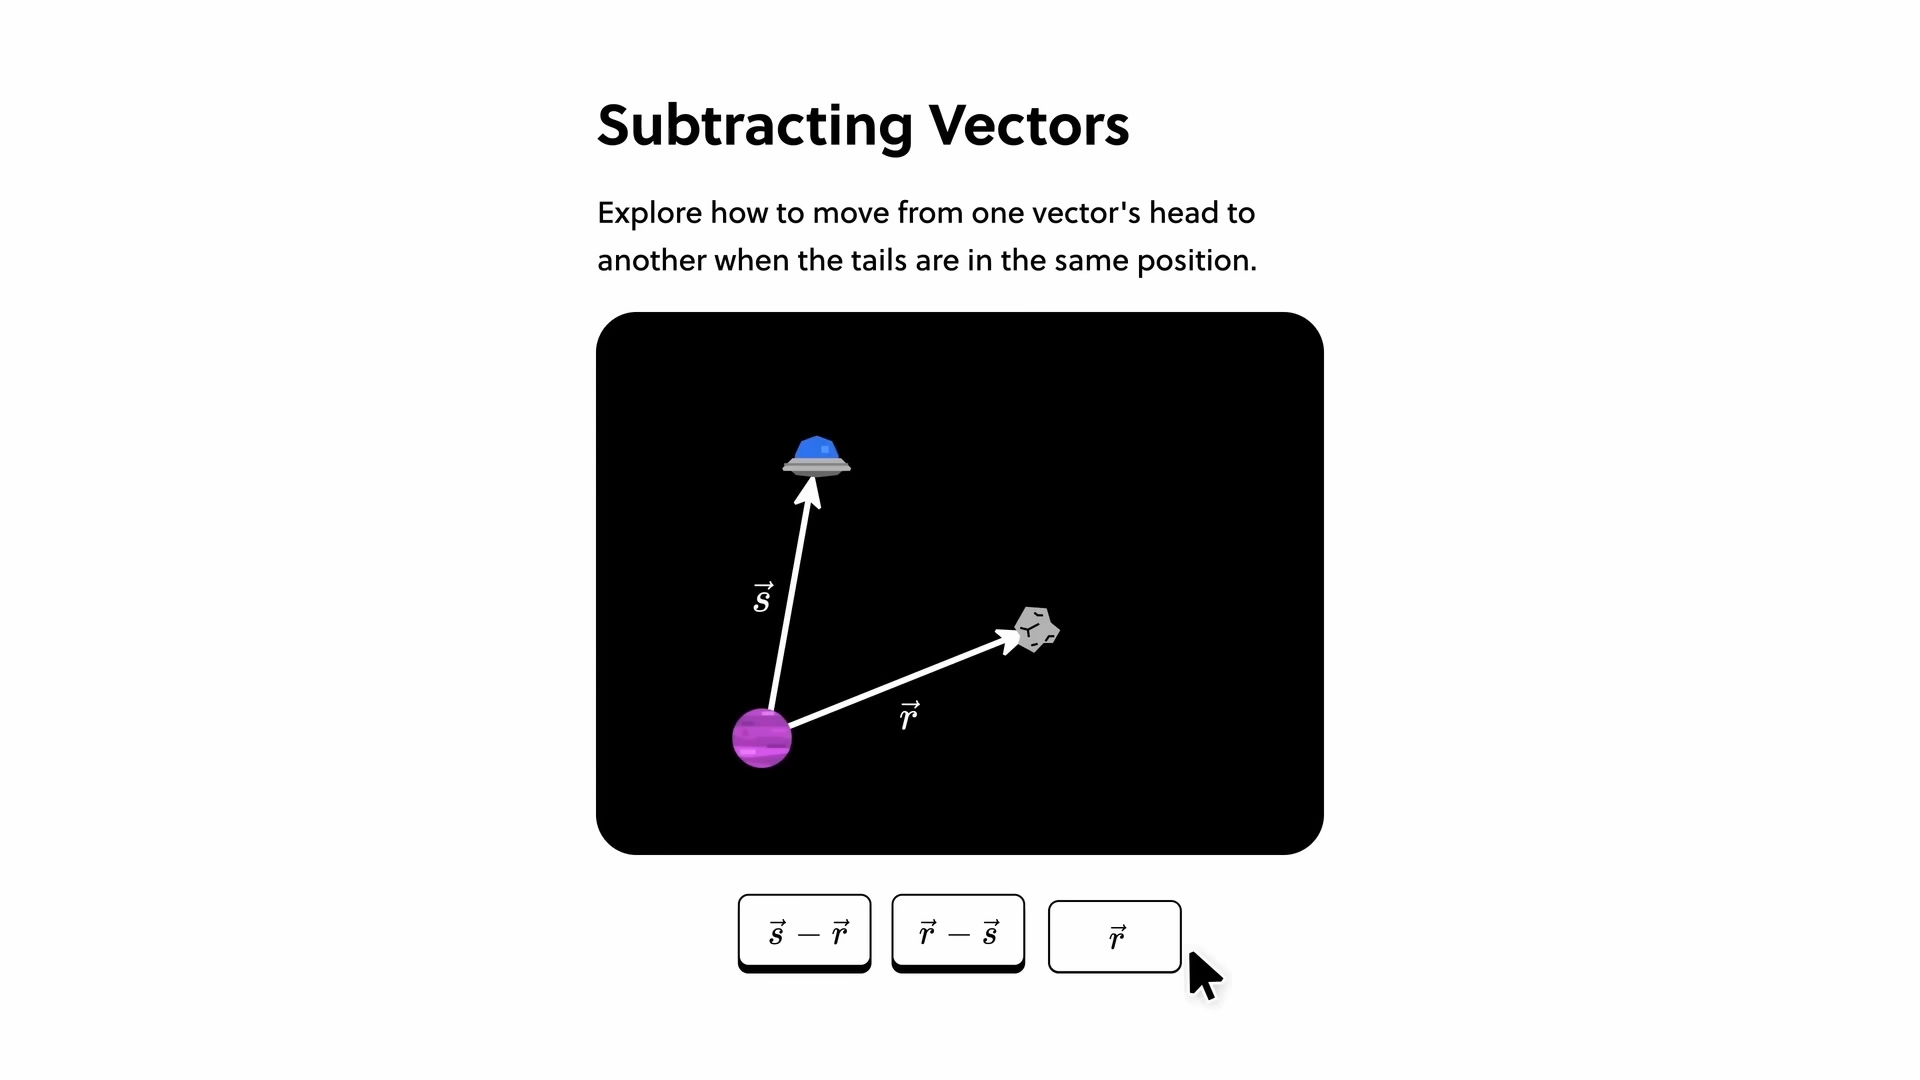 Subtracting Vectors
Explore how to move from one vector's head to
another when the tails are in the same position.
s⃗
r⃗
s⃗ − r⃗
r⃗ − s⃗
r⃗